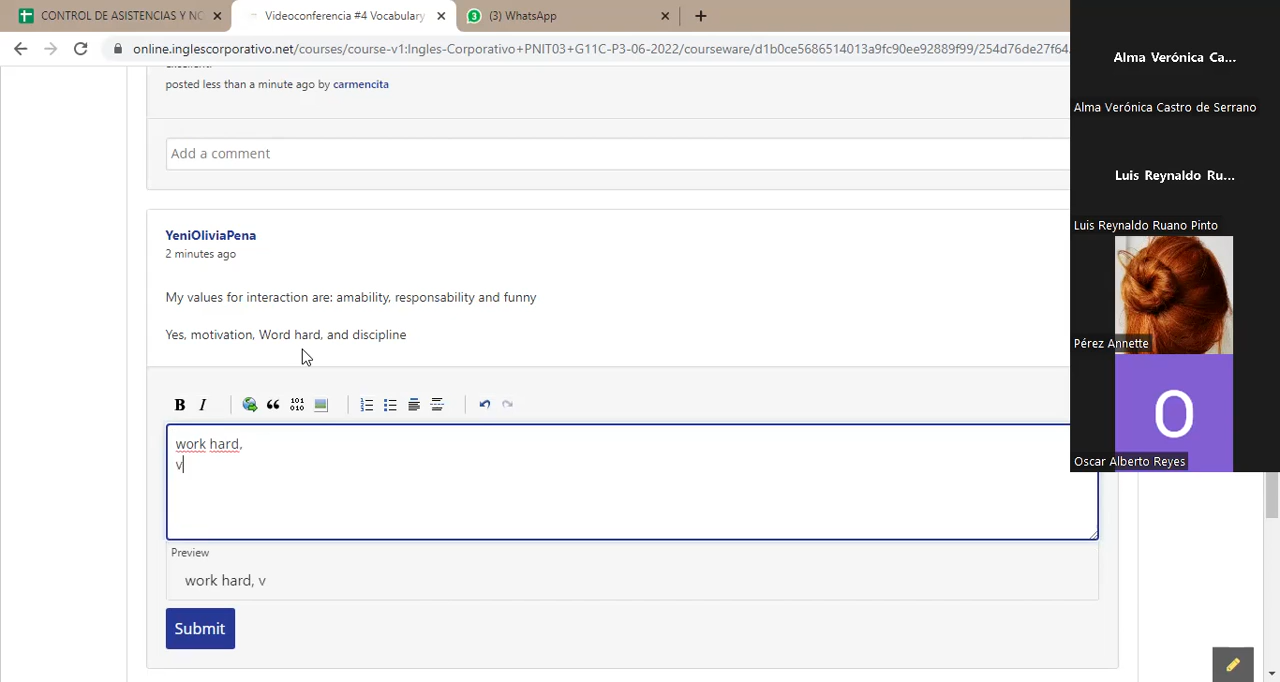 CONTROL DE ASISTENCIAS Y NO
Videoconferencia #4 Vocabulary
(3) WhatsApp
online.inglescorporativo.net/courses/course-v1:Ingles-Corporativo+PNIT03+G11C-P3-06-2022/courseware/d1b0ce5686514013a9fc90ee92889f99/254d76de27f64
posted less than a minute ago by carmencita
Add a comment
YeniOliviaPena
2 minutes ago
My values for interaction are: amability, responsability and funny
Yes, motivation, Word hard, and discipline
B I
work hard,
v
Preview
work hard, v
Submit
Alma Verónica Ca...
Alma Verónica Castro de Serrano
Luis Reynaldo Ru...
Luis Reynaldo Ruano Pinto
Pérez Annette
O
Oscar Alberto Reyes